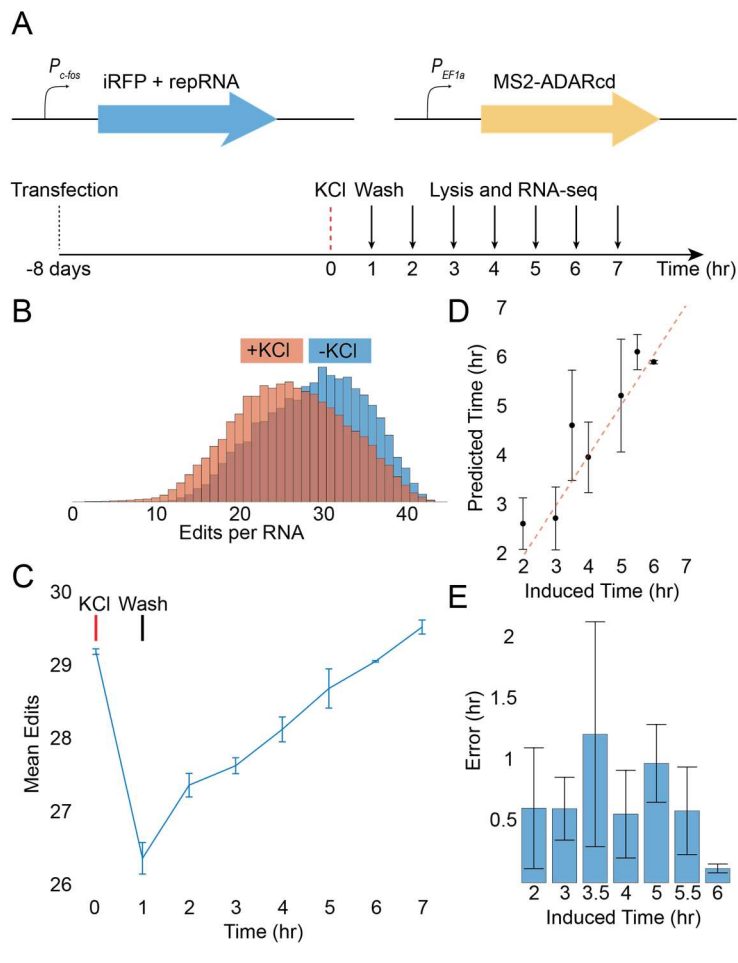 A
P c-fos
iRFP + repRNA
P EF1a
MS2-ADARcd
Transfection
KCl Wash Lysis and RNA-seq
-8 days
0 1 2 3 4 5 6 7 Time (hr)
B
+KCl -KCl
0 10 20 30 40
Edits per RNA
C
30
29
28
27
26
Mean Edits
KCl Wash
0 1 2 3 4 5 6 7
Time (hr)
D
7
6
5
4
3
2
Predicted Time (hr)
2 3 4 5 6 7
Induced Time (hr)
E
2
1.5
1
0.5
Error (hr)
2 3 3.5 4 5 5.5 6
Induced Time (hr)